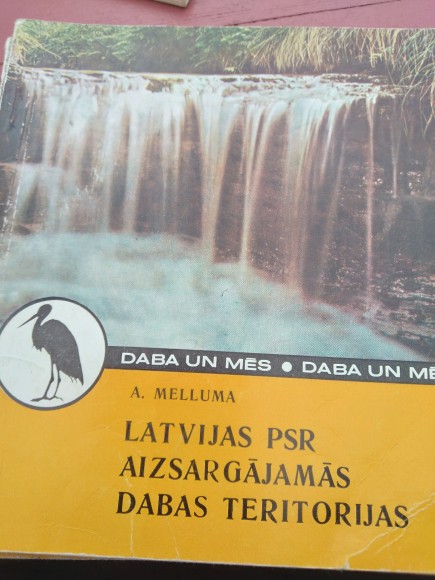 DABA UN MĒS ● DABA UN MĒ
A. MELLUMA
LATVIJAS PSR
AIZSARGĀJAMĀS
DABAS TERITORIJAS